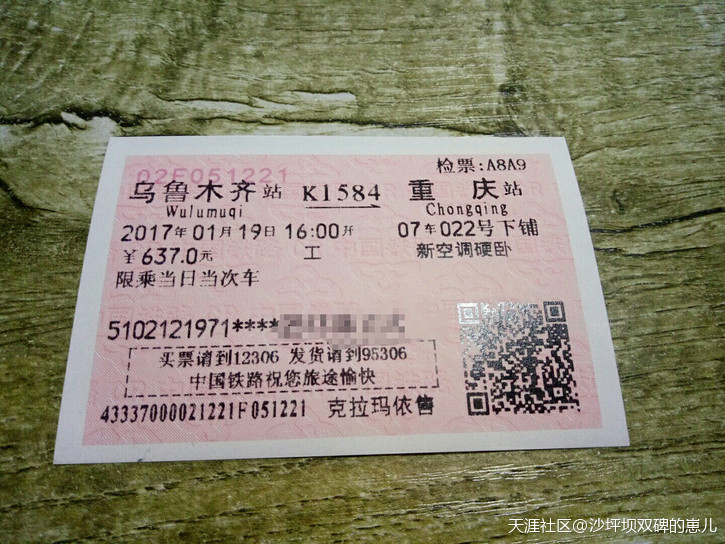 检票:A8A9
02F051221
乌鲁木齐站 K1584 重庆站
Wulumuqi Chongqing
2017年01月19日16:00开 07车022号下铺
￥637.0元 工 新空调硬卧
限乘当日当次车
5102121971****
买票请到12306 发货请到95306
中国铁路祝您旅途愉快
43337000021221F051221 克拉玛依售
天涯社区@沙坪坝双碑的崽儿